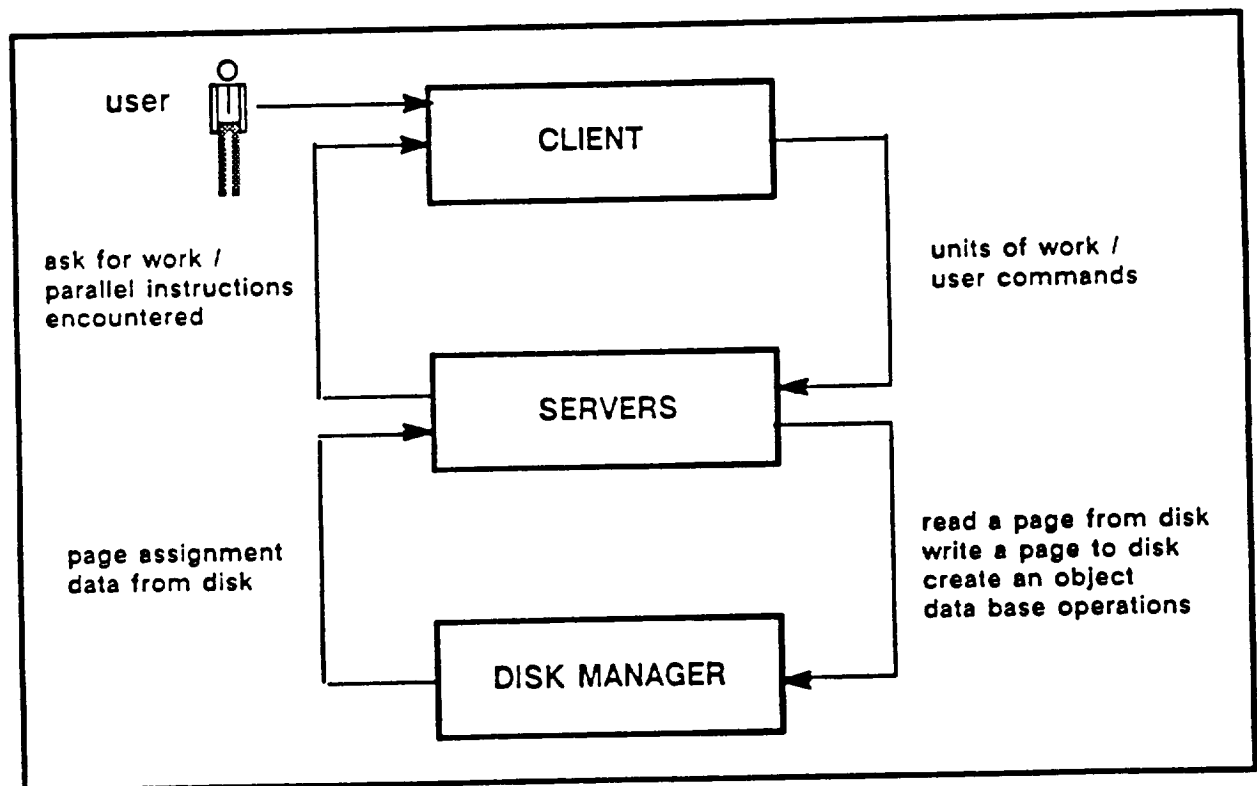 user
CLIENT
ask for work /
parallel instructions
encountered
units of work /
user commands
SERVERS
page assignment
data from disk
read a page from disk
write a page to disk
create an object
data base operations
DISK MANAGER